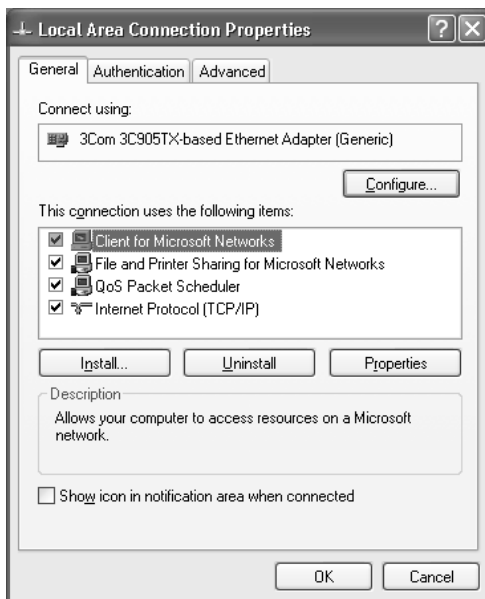 Local Area Connection Properties
General Authentication Advanced
Connect using:
3Com 3C905TX-based Ethernet Adapter (Generic)
Configure...
This connection uses the following items:
Client for Microsoft Networks
File and Printer Sharing for Microsoft Networks
QoS Packet Scheduler
Internet Protocol (TCP/IP)
Install... Uninstall Properties
Description
Allows your computer to access resources on a Microsoft
network.
Show icon in notification area when connected
OK Cancel